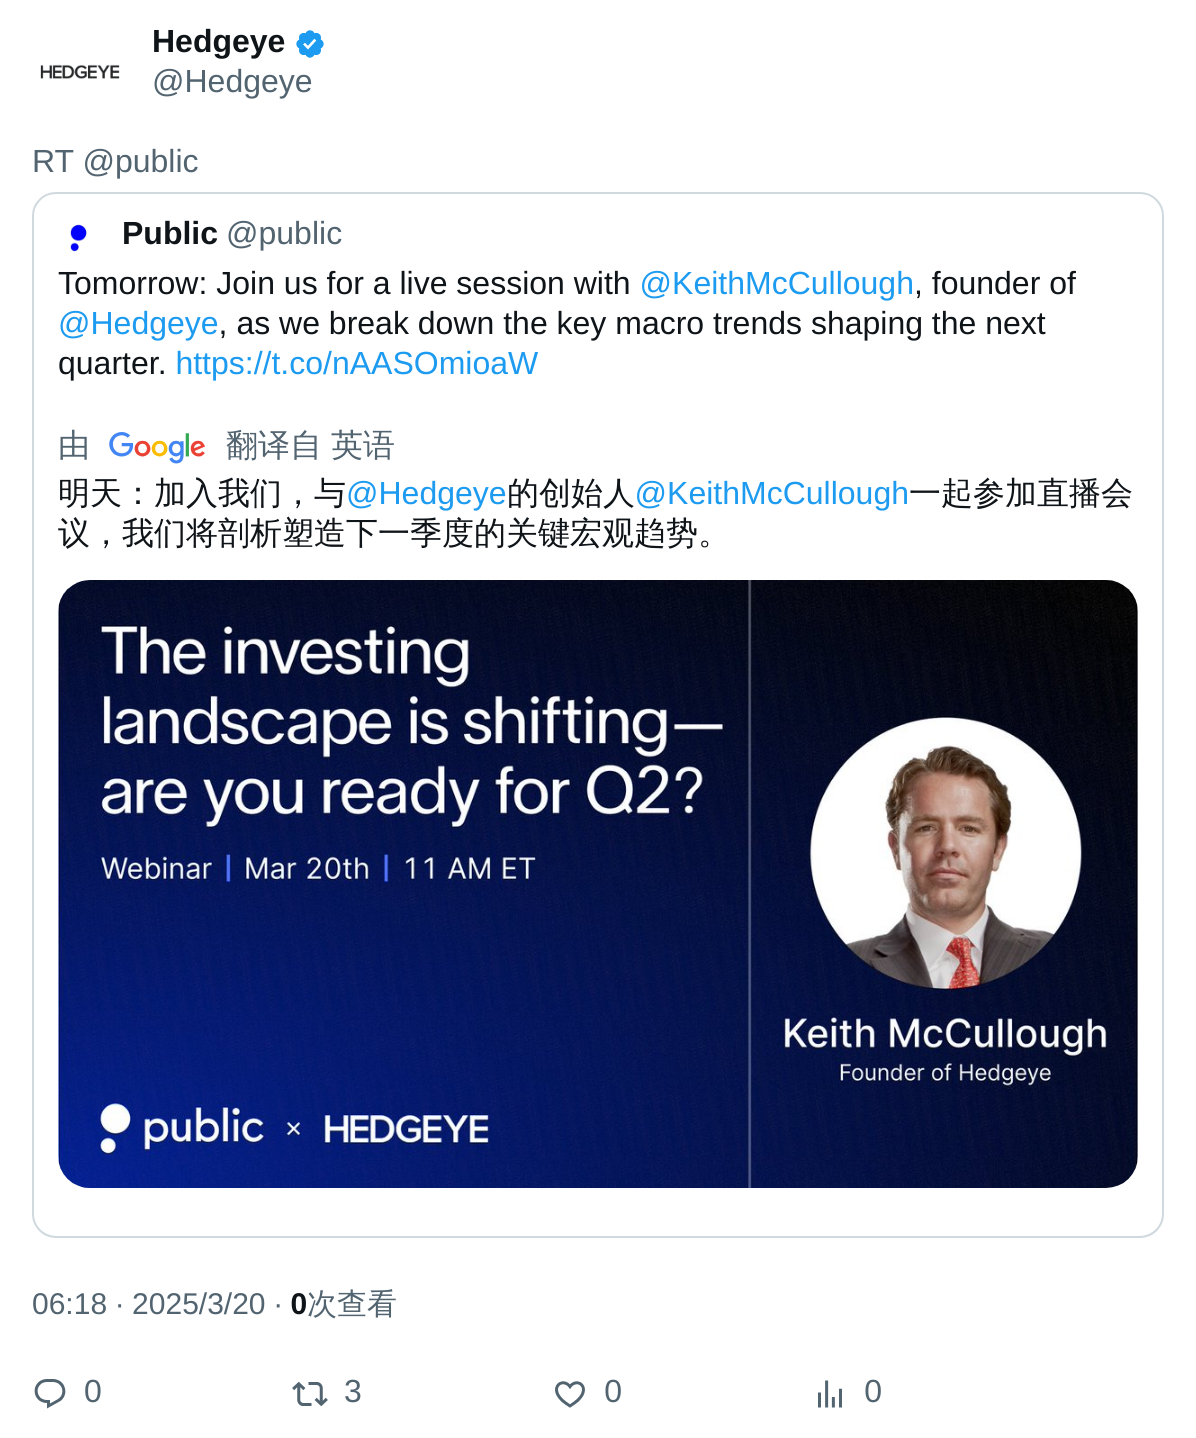 Hedgeye
HEDGEYE
@Hedgeye
RT @public
Public @public
Tomorrow: Join us for a live session with @KeithMcCullough, founder of
@Hedgeye, as we break down the key macro trends shaping the next
quarter. https://t.co/nAASOmioaW
由 Google 翻译自 英语
明天：加入我们，与@Hedgeye的创始人@KeithMcCullough一起参加直播会
议，我们将剖析塑造下一季度的关键宏观趋势。
The investing
landscape is shifting—
are you ready for Q2?
Webinar | Mar 20th | 11 AM ET
Keith McCullough
Founder of Hedgeye
public × HEDGEYE
06:18 · 2025/3/20 · 0次查看
0 3 0 0